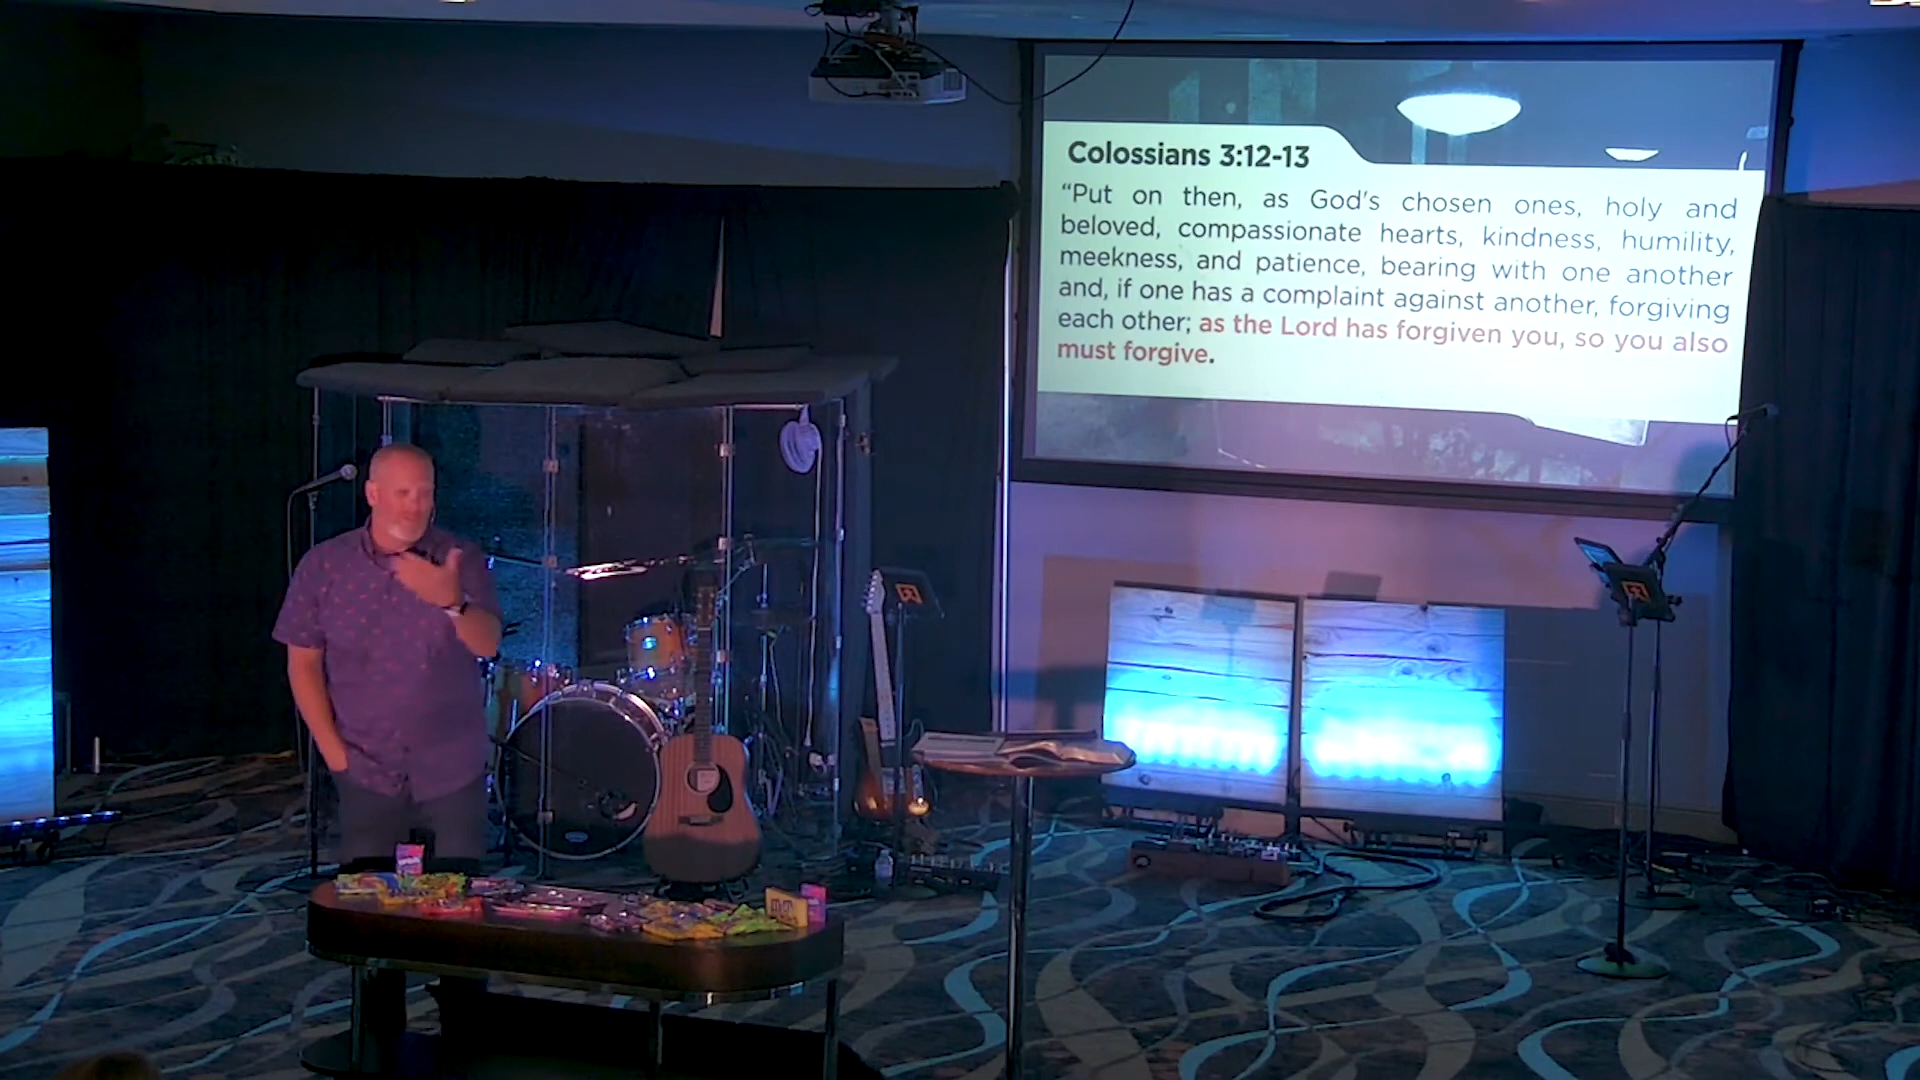 Colossians 3:12-13
“Put on then, as God's chosen ones, holy and
beloved, compassionate hearts, kindness, humility,
meekness, and patience, bearing with one another
and, if one has a complaint against another, forgiving
each other; as the Lord has forgiven you, so you also
must forgive.